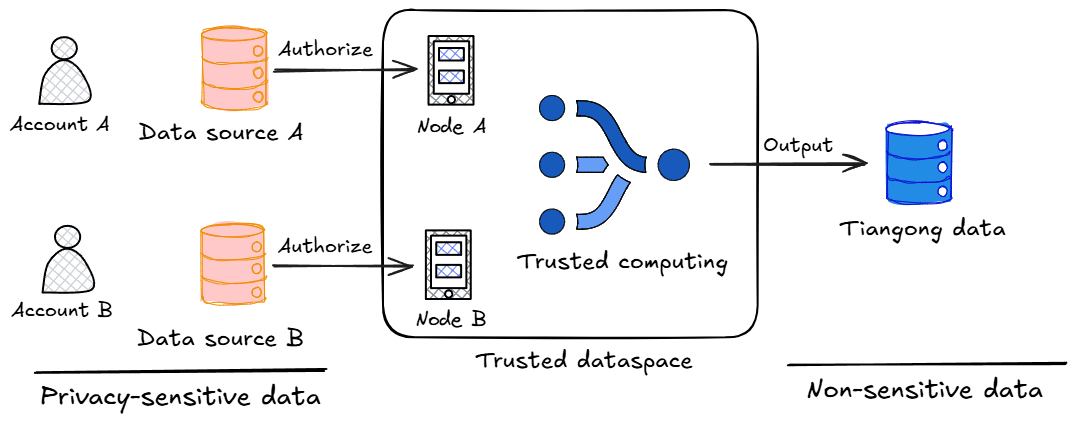 Account A
Data source A
Authorize
Node A
Account B
Data source B
Authorize
Node B
Trusted computing
Trusted dataspace
Output
Tiangong data
Privacy-sensitive data
Non-sensitive data